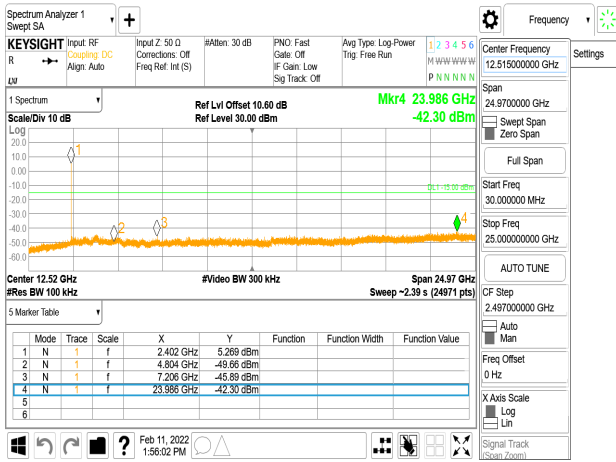 Spectrum Analyzer 1
Swept SA
Frequency
KEYSIGHT
Input: RF
Coupling: DC
Align: Auto
Input Z: 50 Ω
Corrections: Off
Freq Ref: Int (S)
#Atten: 30 dB
PNO: Fast
Gate: Off
IF Gain: Low
Sig Track: Off
Avg Type: Log-Power
Trig: Free Run
1 2 3 4 5 6
M W W W W W
P N N N N N
R
LXI
1 Spectrum
Scale/Div 10 dB
Ref Lvl Offset 10.60 dB
Ref Level 30.00 dBm
Mkr4 23.986 GHz
-42.30 dBm
Log
20.0
10.0
0.00
-10.0
-20.0
-30.0
-40.0
-50.0
-60.0
1
2
3
4
DL1 -15.00 dBm
Center 12.52 GHz
#Res BW 100 kHz
#Video BW 300 kHz
Span 24.97 GHz
Sweep ~2.39 s (24971 pts)
5 Marker Table
Mode Trace Scale X Y Function Function Width Function Value
1 N 1 f 2.402 GHz 5.269 dBm
2 N 1 f 4.804 GHz -49.66 dBm
3 N 1 f 7.206 GHz -45.89 dBm
4 N 1 f 23.986 GHz -42.30 dBm
5
6
?
Feb 11, 2022
1:56:02 PM
Center Frequency
12.515000000 GHz
Settings
Span
24.9700000 GHz
Swept Span
Zero Span
Full Span
Start Freq
30.000000 MHz
Stop Freq
25.000000000 GHz
AUTO TUNE
CF Step
2.497000000 GHz
Auto
Man
Freq Offset
0 Hz
X Axis Scale
Log
Lin
Signal Track
(Span Zoom)